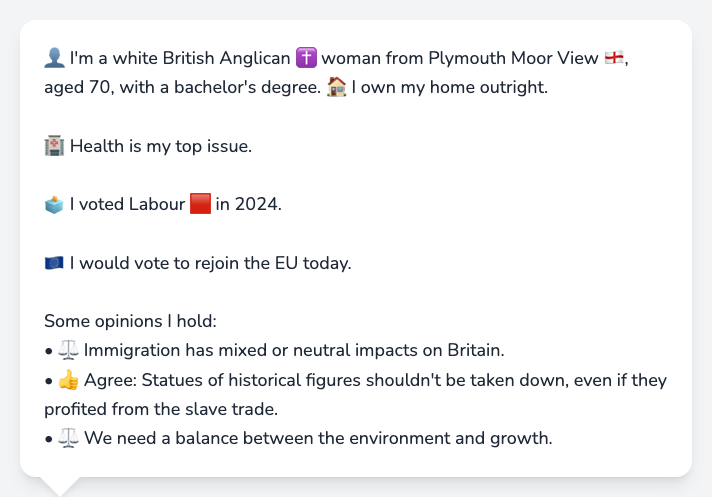 👤 I'm a white British Anglican ✝️ woman from Plymouth Moor View 🏴󠁧󠁢󠁥󠁮󠁧󠁿,
aged 70, with a bachelor's degree. 🏠 I own my home outright.
🏥 Health is my top issue.
🗳️ I voted Labour 🟥 in 2024.
🇪🇺 I would vote to rejoin the EU today.
Some opinions I hold:
• ⚖️ Immigration has mixed or neutral impacts on Britain.
• 👍 Agree: Statues of historical figures shouldn't be taken down, even if they
profited from the slave trade.
• ⚖️ We need a balance between the environment and growth.